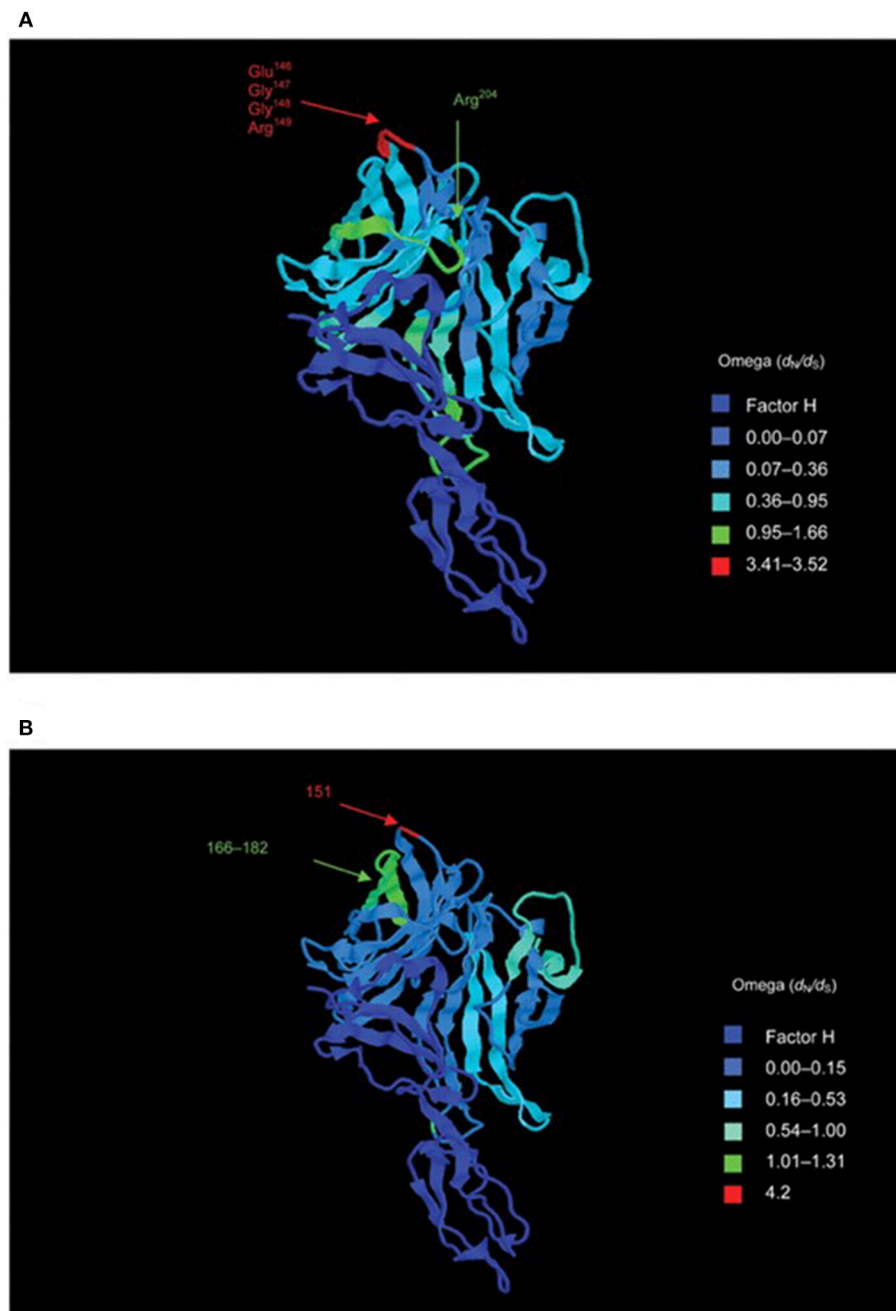 A
Glu146
Gly147
Gly148
Arg149
Arg204
Omega (dN/dS)
Factor H
0.00–0.07
0.07–0.36
0.36–0.95
0.95–1.66
3.41–3.52
B
151
166–182
Omega (dN/dS)
Factor H
0.00–0.15
0.16–0.53
0.54–1.00
1.01–1.31
4.2